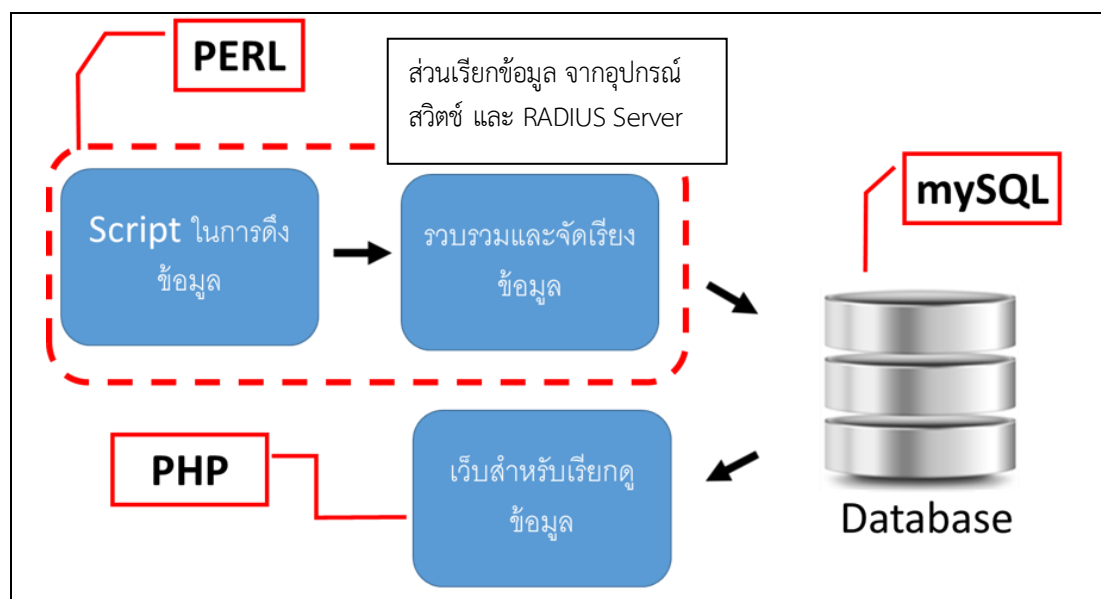 PERL
ส่วนเรียกข้อมูล จากอุปกรณ์
สวิตช์ และ RADIUS Server
mySQL
Script ในการดึง
ข้อมูล
รวบรวมและจัดเรียง
ข้อมูล
PHP
เว็บสำหรับเรียกดู
ข้อมูล
Database